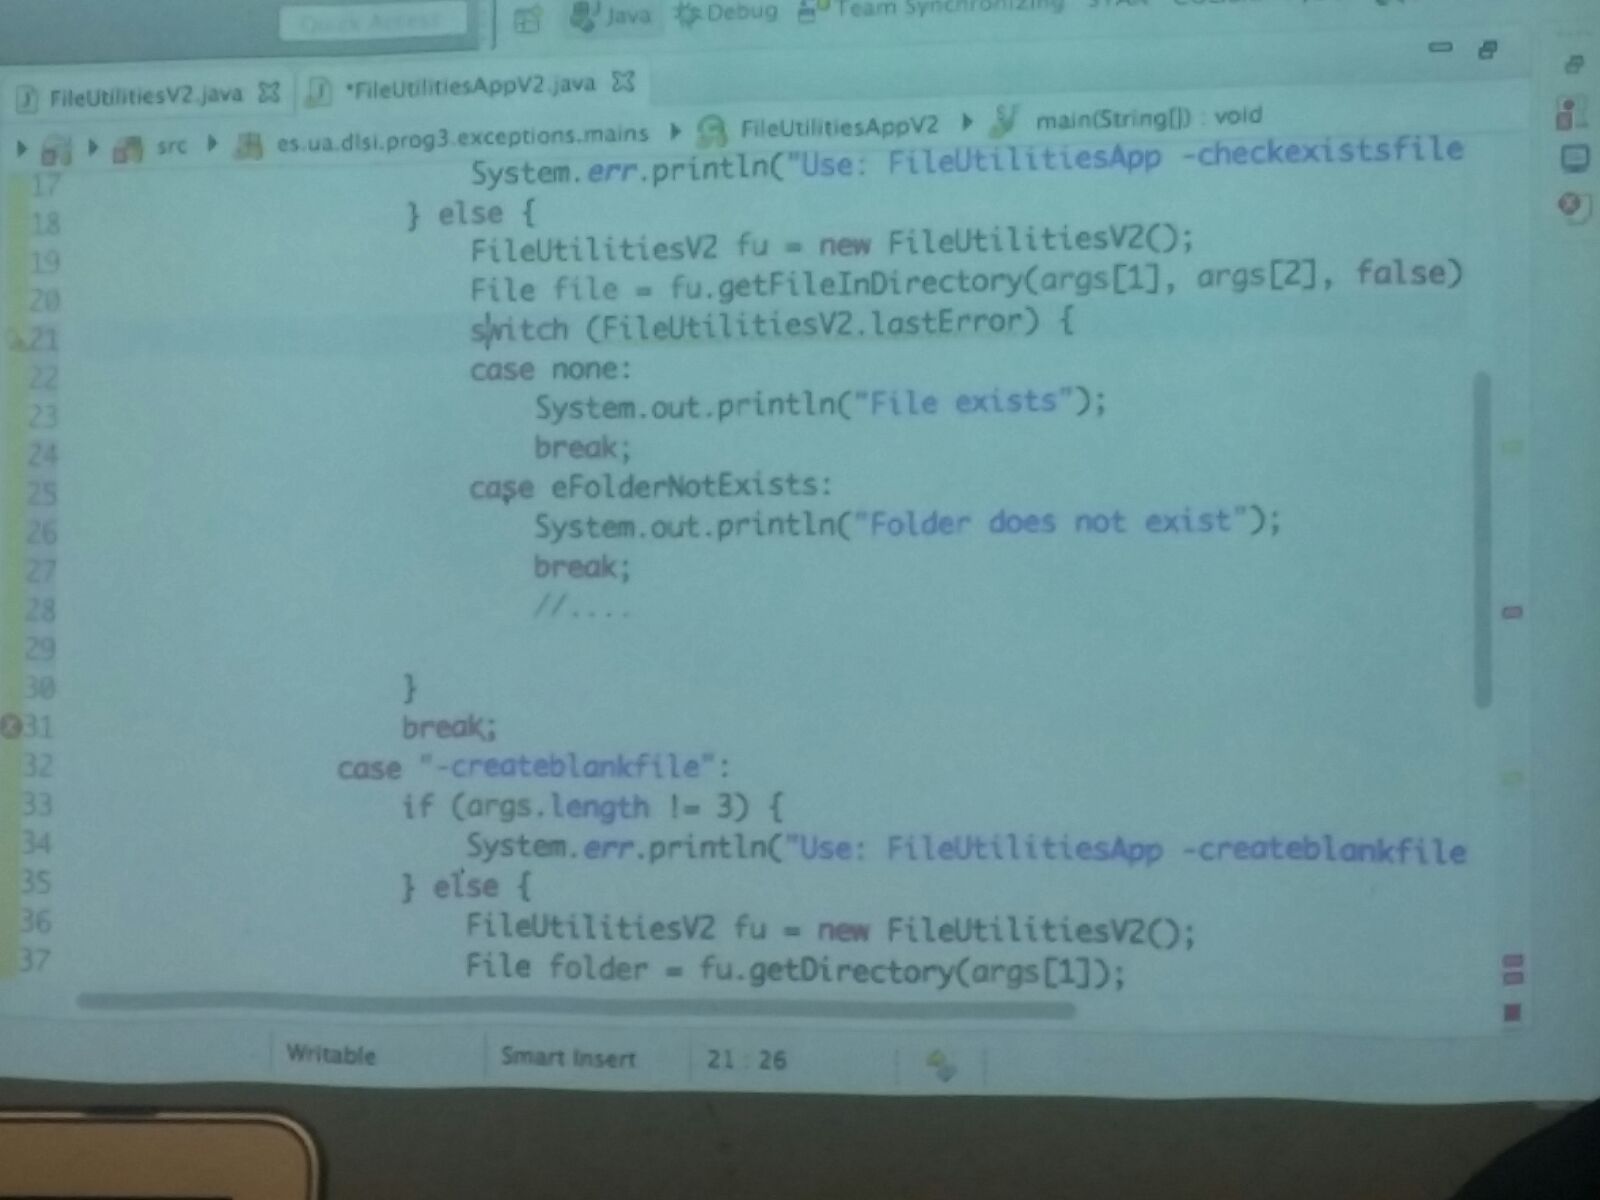 Quick Access
Java Debug Team Synchronizing
FileUtilitiesV2.java *FileUtilitiesAppV2.java
src es.ua.dlsi.prog3.exceptions.mains FileUtilitiesAppV2 main(String[]) : void
17 System.err.println("Use: FileUtilitiesApp -checkexistsfile
18 } else {
19 FileUtilitiesV2 fu = new FileUtilitiesV2();
20 File file = fu.getFileInDirectory(args[1], args[2], false)
21 switch (FileUtilitiesV2.lastError) {
22 case none:
23 System.out.println("File exists");
24 break;
25 case eFolderNotExists:
26 System.out.println("Folder does not exist");
27 break;
28 //....
29
30 }
31 break;
32 case "-createblankfile":
33 if (args.length != 3) {
34 System.err.println("Use: FileUtilitiesApp -createblankfile
35 } else {
36 FileUtilitiesV2 fu = new FileUtilitiesV2();
37 File folder = fu.getDirectory(args[1]);
Writable Smart Insert 21 : 26